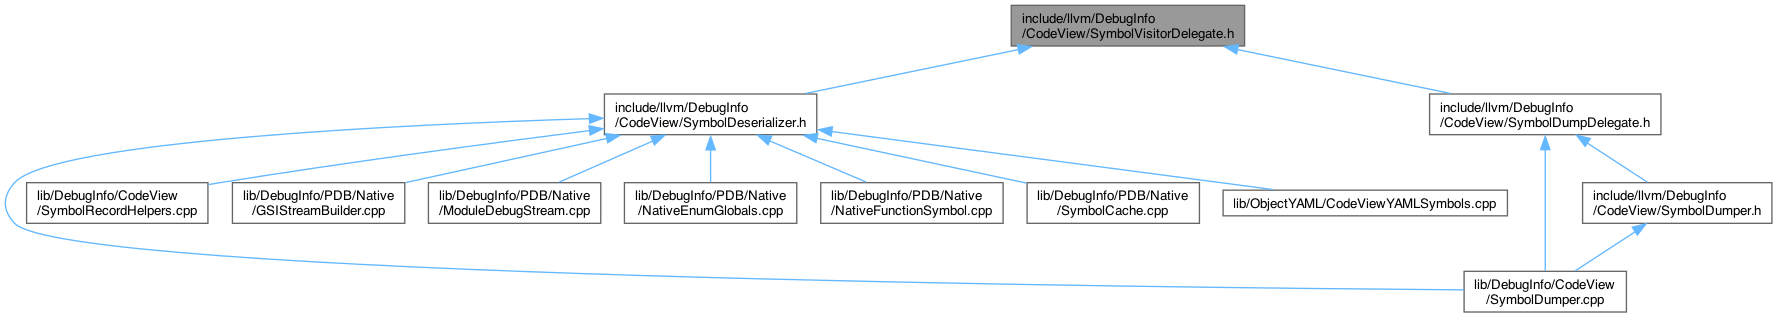 include/llvm/DebugInfo
/CodeView/SymbolVisitorDelegate.h
include/llvm/DebugInfo
/CodeView/SymbolDeserializer.h
include/llvm/DebugInfo
/CodeView/SymbolDumpDelegate.h
lib/DebugInfo/CodeView
/SymbolRecordHelpers.cpp
lib/DebugInfo/PDB/Native
/GSIStreamBuilder.cpp
lib/DebugInfo/PDB/Native
/ModuleDebugStream.cpp
lib/DebugInfo/PDB/Native
/NativeEnumGlobals.cpp
lib/DebugInfo/PDB/Native
/NativeFunctionSymbol.cpp
lib/DebugInfo/PDB/Native
/SymbolCache.cpp
lib/ObjectYAML/CodeViewYAMLSymbols.cpp
include/llvm/DebugInfo
/CodeView/SymbolDumper.h
lib/DebugInfo/CodeView
/SymbolDumper.cpp